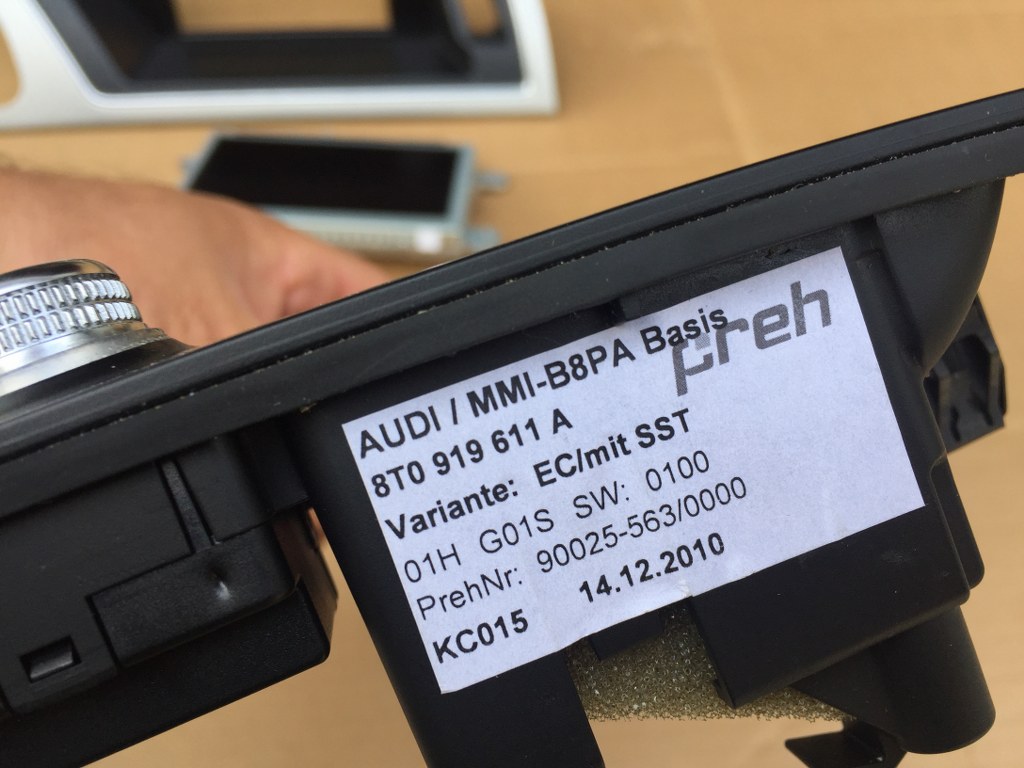 preh
AUDI / MMI-B8PA Basis
8T0 919 611 A
Variante: EC/mit SST
01H G01S SW: 0100
PrehNr: 90025-563/0000
KC015 14.12.2010